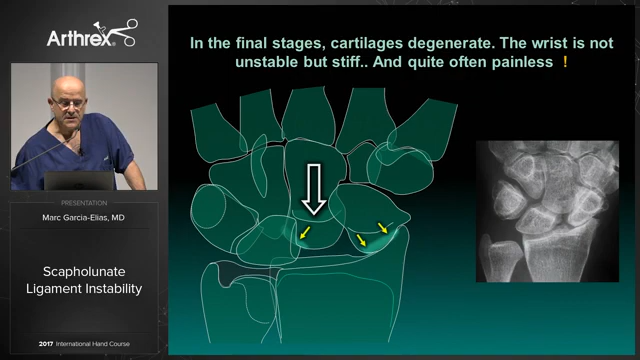 Arthrex®
In the final stages, cartilages degenerate. The wrist is not
unstable but stiff.. And quite often painless !
PRESENTATION
Marc Garcia-Elias, MD
Scapholunate
Ligament Instability
2017 International Hand Course